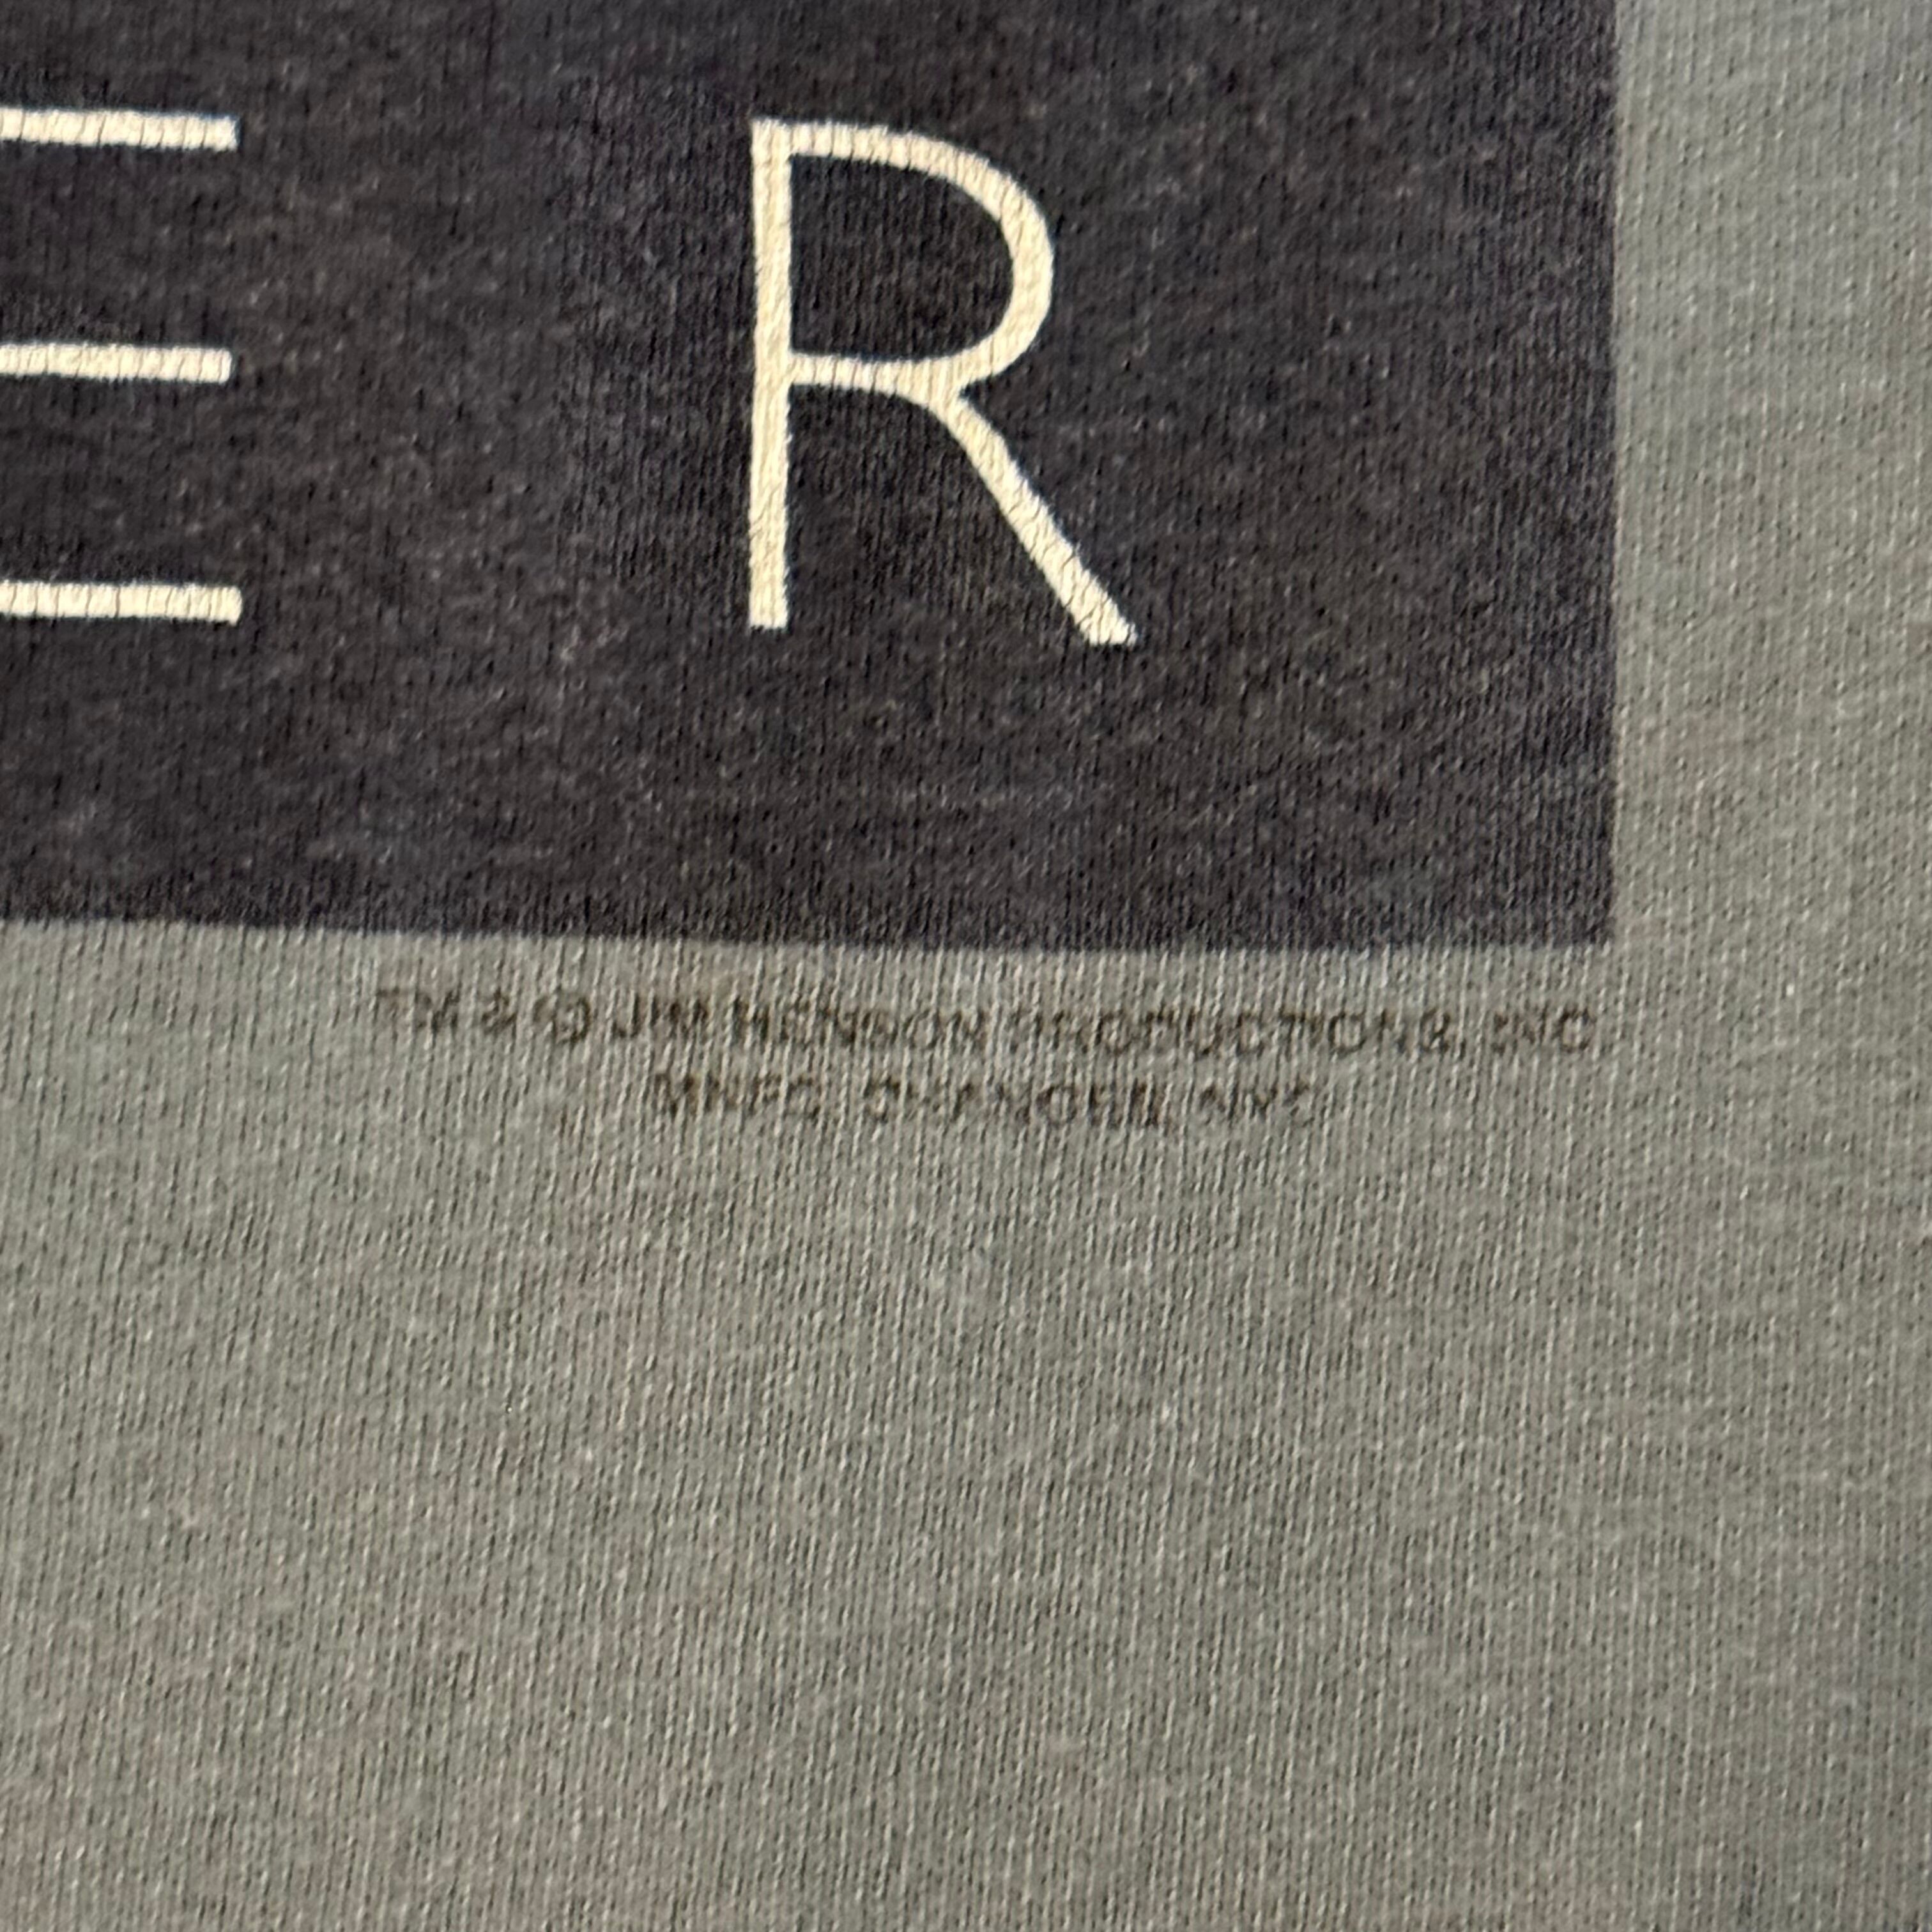 E R
TM & © JIM HENSON PRODUCTIONS, INC
MNFG. CHANGES, NYC